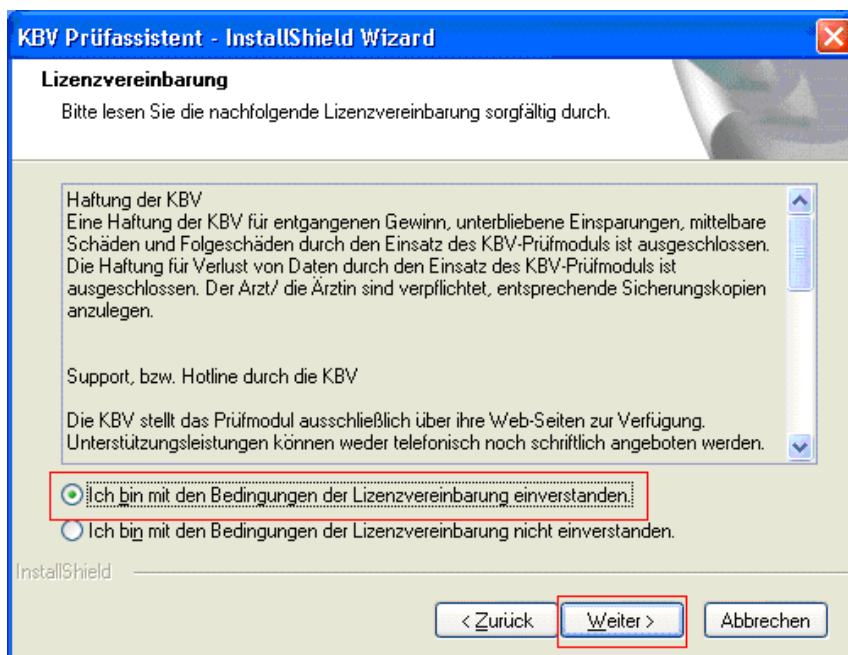 KBV Prüfassistent - InstallShield Wizard
Lizenzvereinbarung
Bitte lesen Sie die nachfolgende Lizenzvereinbarung sorgfältig durch.
Haftung der KBV
Eine Haftung der KBV für entgangenen Gewinn, unterbliebene Einsparungen, mittelbare
Schäden und Folgeschäden durch den Einsatz des KBV-Prüfmoduls ist ausgeschlossen.
Die Haftung für Verlust von Daten durch den Einsatz des KBV-Prüfmoduls ist
ausgeschlossen. Der Arzt/ die Ärztin sind verpflichtet, entsprechende Sicherungskopien
anzulegen.
Support, bzw. Hotline durch die KBV
Die KBV stellt das Prüfmodul ausschließlich über ihre Web-Seiten zur Verfügung.
Unterstützungsleistungen können weder telefonisch noch schriftlich angeboten werden.
Ich bin mit den Bedingungen der Lizenzvereinbarung einverstanden.
Ich bin mit den Bedingungen der Lizenzvereinbarung nicht einverstanden.
InstallShield
< Zurück
Weiter >
Abbrechen